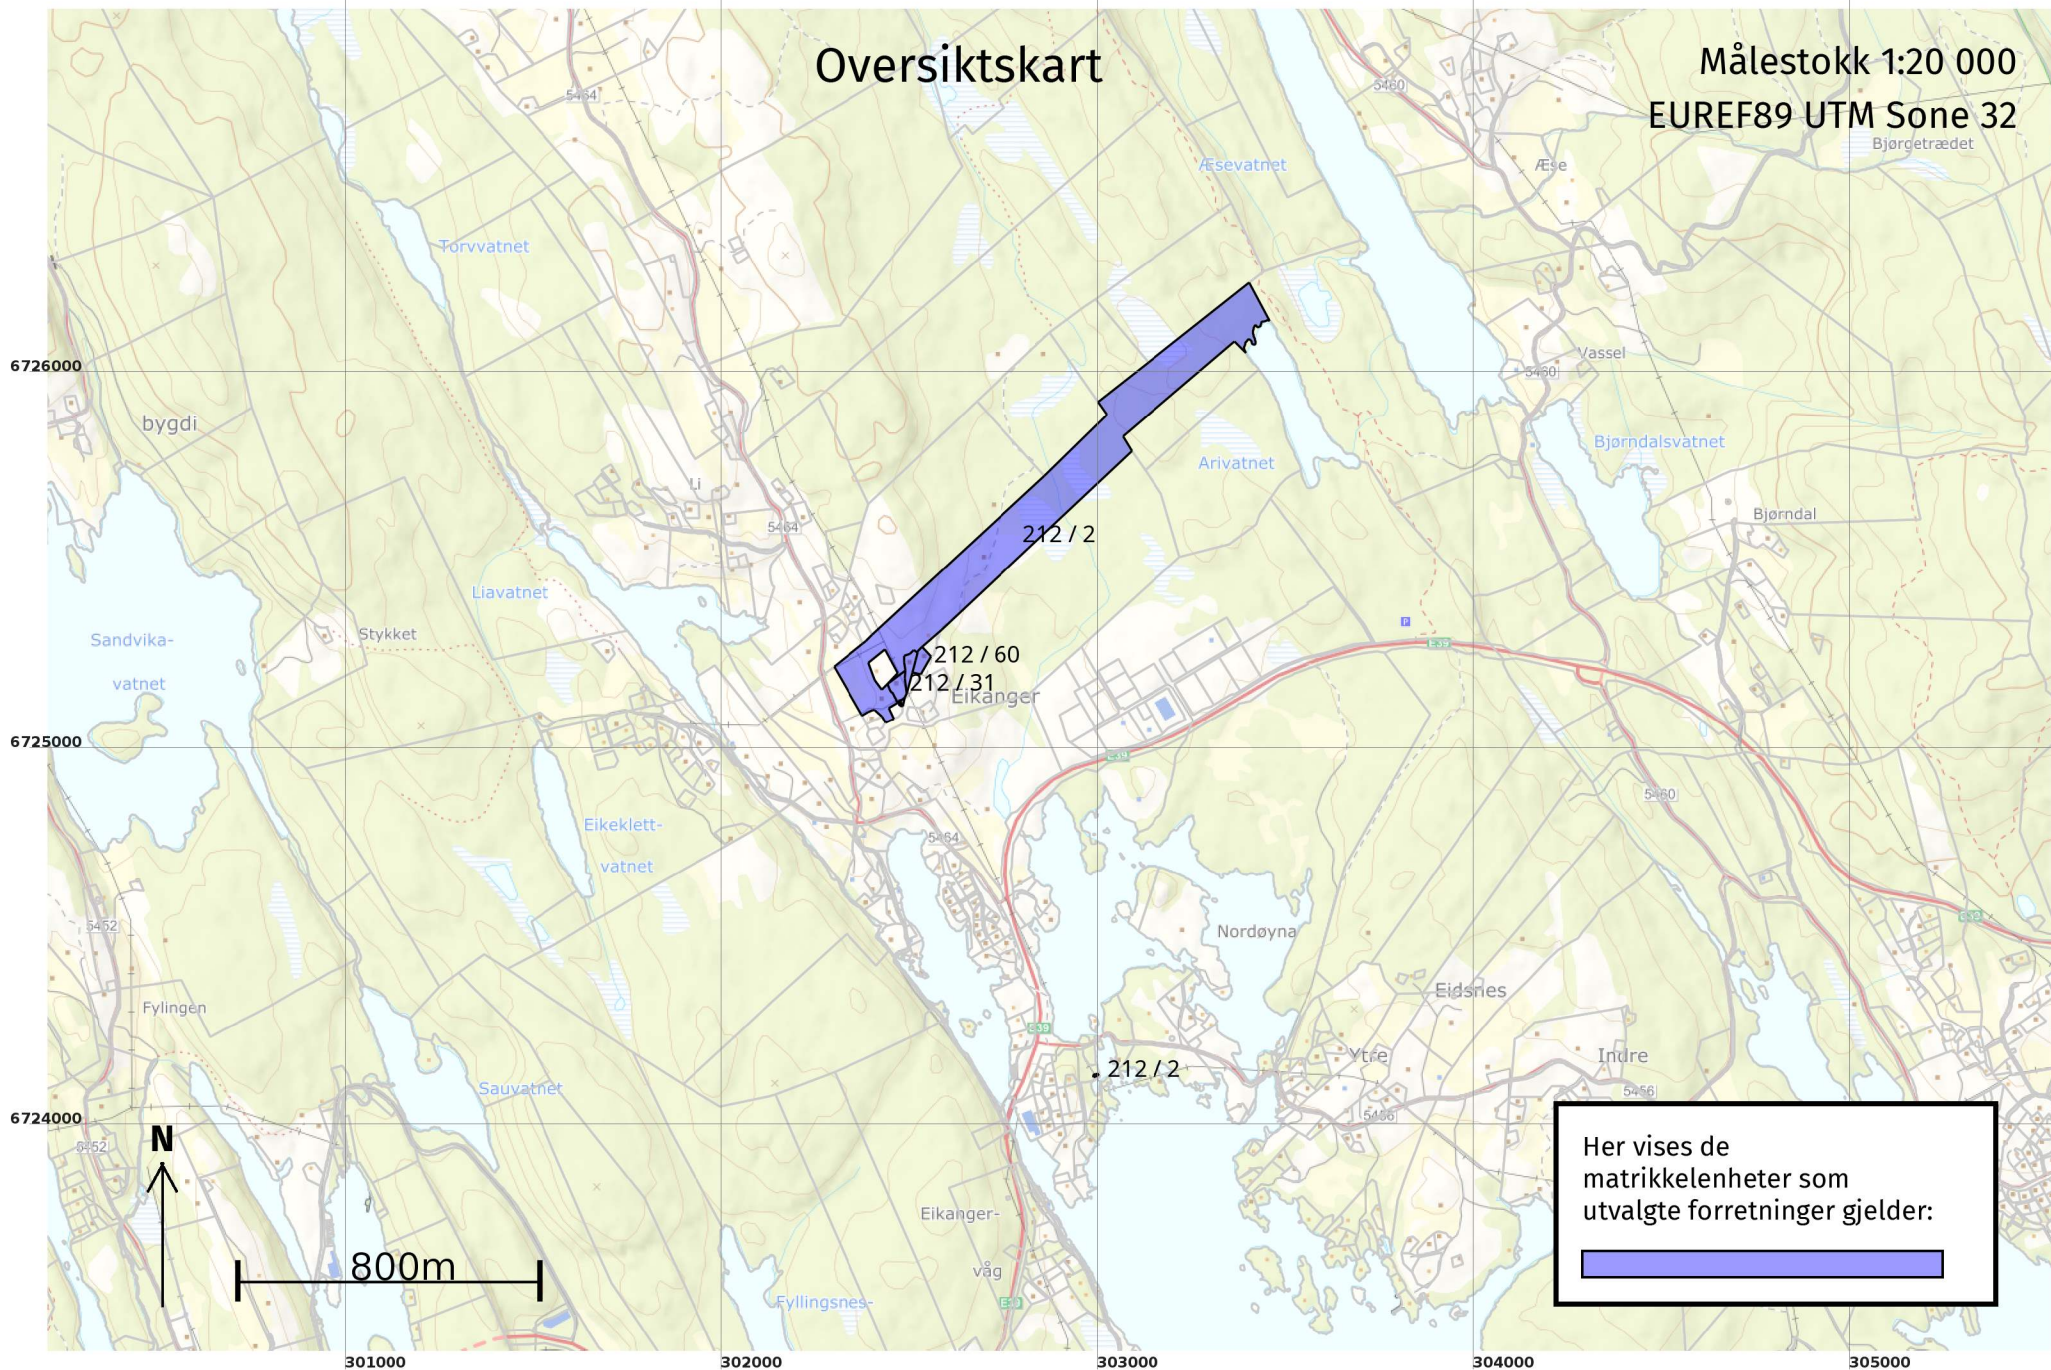 Oversiktskart
Målestokk 1:20 000
EUREF89 UTM Sone 32
5464
5460
Bjørgetrædet
Æsevatnet
Æse
Torvvatnet
6726000
Vassel
5460
bygdi
Bjørndalsvatnet
Arivatnet
Li
5464
Bjørndal
212 / 2
Liavatnet
Stykket
Sandvika-
vatnet
E39
212 / 60
212 / 31
Eikanger
P
6725000
E39
5460
Eikeklett-
vatnet
5464
5452
E39
Nordøyna
Fylingen
Eidsnes
E39
Ytre
Indre
212 / 2
Sauvatnet
5456
5456
6724000
5452
N
Her vises de
matrikkelenheter som
utvalgte forretninger gjelder:
Eikanger-
våg
800m
Fyllingsnes-
E39
301000
302000
303000
304000
305000